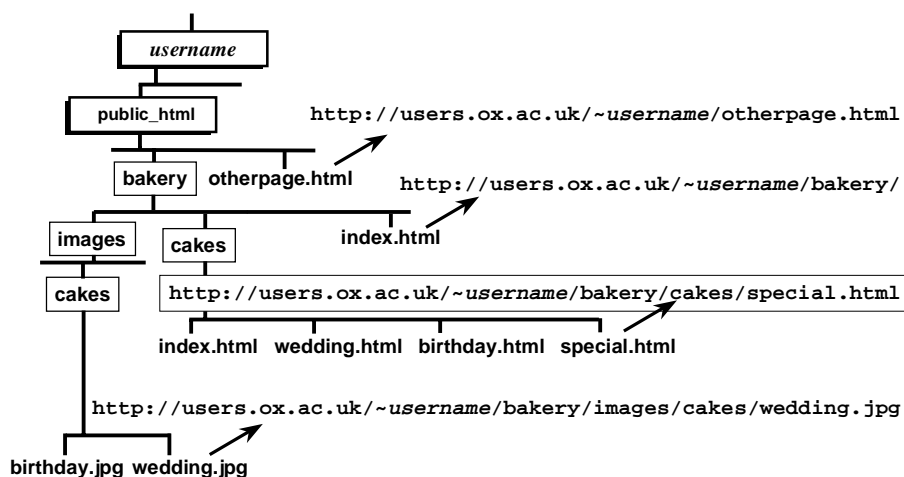 username
public_html
http://users.ox.ac.uk/~username/otherpage.html
bakery
otherpage.html
http://users.ox.ac.uk/~username/bakery/
images
cakes
index.html
cakes
http://users.ox.ac.uk/~username/bakery/cakes/special.html
index.html wedding.html birthday.html special.html
http://users.ox.ac.uk/~username/bakery/images/cakes/wedding.jpg
birthday.jpg wedding.jpg